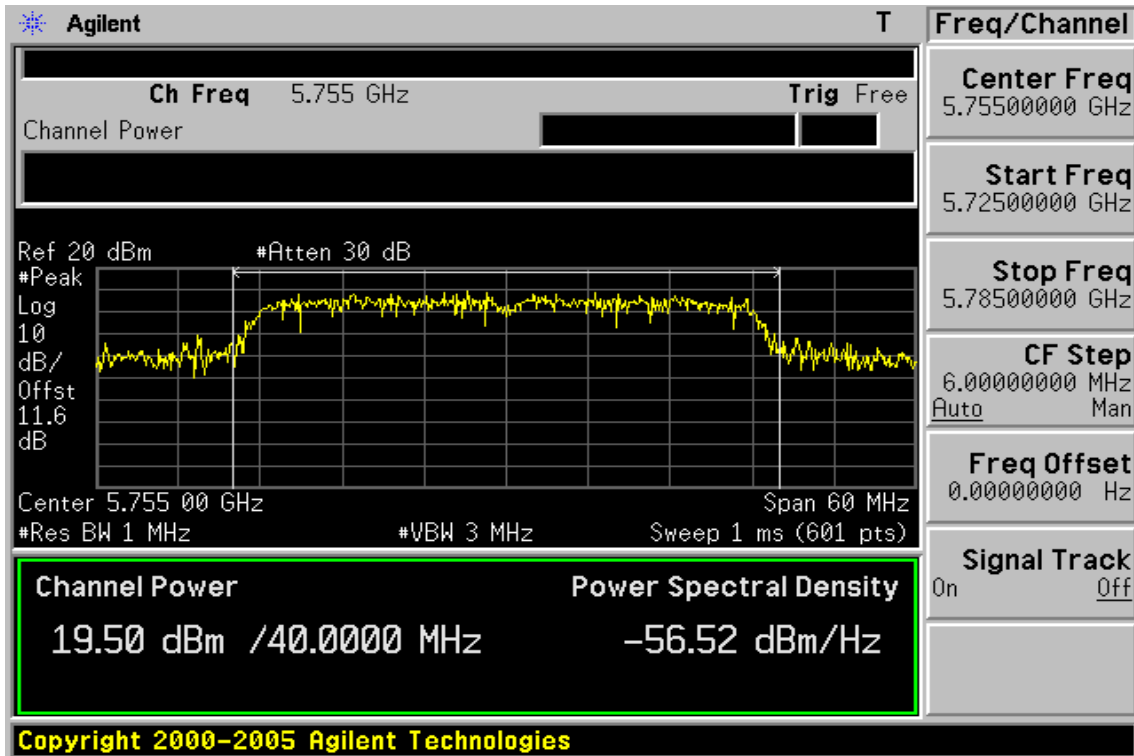 Agilent T Freq/Channel
Ch Freq 5.755 GHz Trig Free
Channel Power
Ref 20 dBm #Atten 30 dB
#Peak
Log
10
dB/
Offst
11.6
dB
Center 5.755 00 GHz Span 60 MHz
#Res BW 1 MHz #VBW 3 MHz Sweep 1 ms (601 pts)
Channel Power Power Spectral Density
19.50 dBm /40.0000 MHz -56.52 dBm/Hz
Copyright 2000-2005 Agilent Technologies
Center Freq
5.75500000 GHz
Start Freq
5.72500000 GHz
Stop Freq
5.78500000 GHz
CF Step
6.00000000 MHz
Auto Man
Freq Offset
0.00000000 Hz
Signal Track
On Off